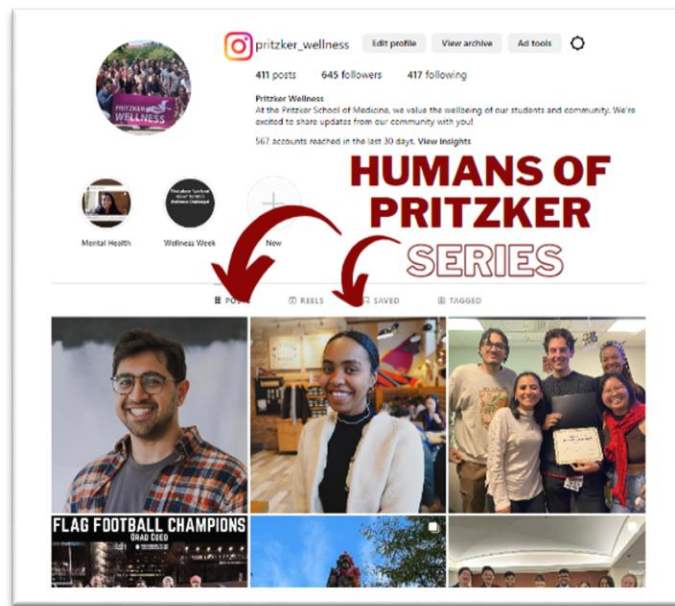 pritzker_wellness Edit profile View archive Ad tools
411 posts 645 followers 417 following
Pritzker Wellness
At the Pritzker School of Medicine, we value the wellbeing of our students and community. We're
excited to share updates from our community with you!
567 accounts reached in the last 30 days. View insights
PRITZKER
WELLNESS
HUMANS OF
PRITZKER
SERIES
Mental Health Wellness Week New
REELS SAVED TAGGED
FLAG FOOTBALL CHAMPIONS
GRAD COED